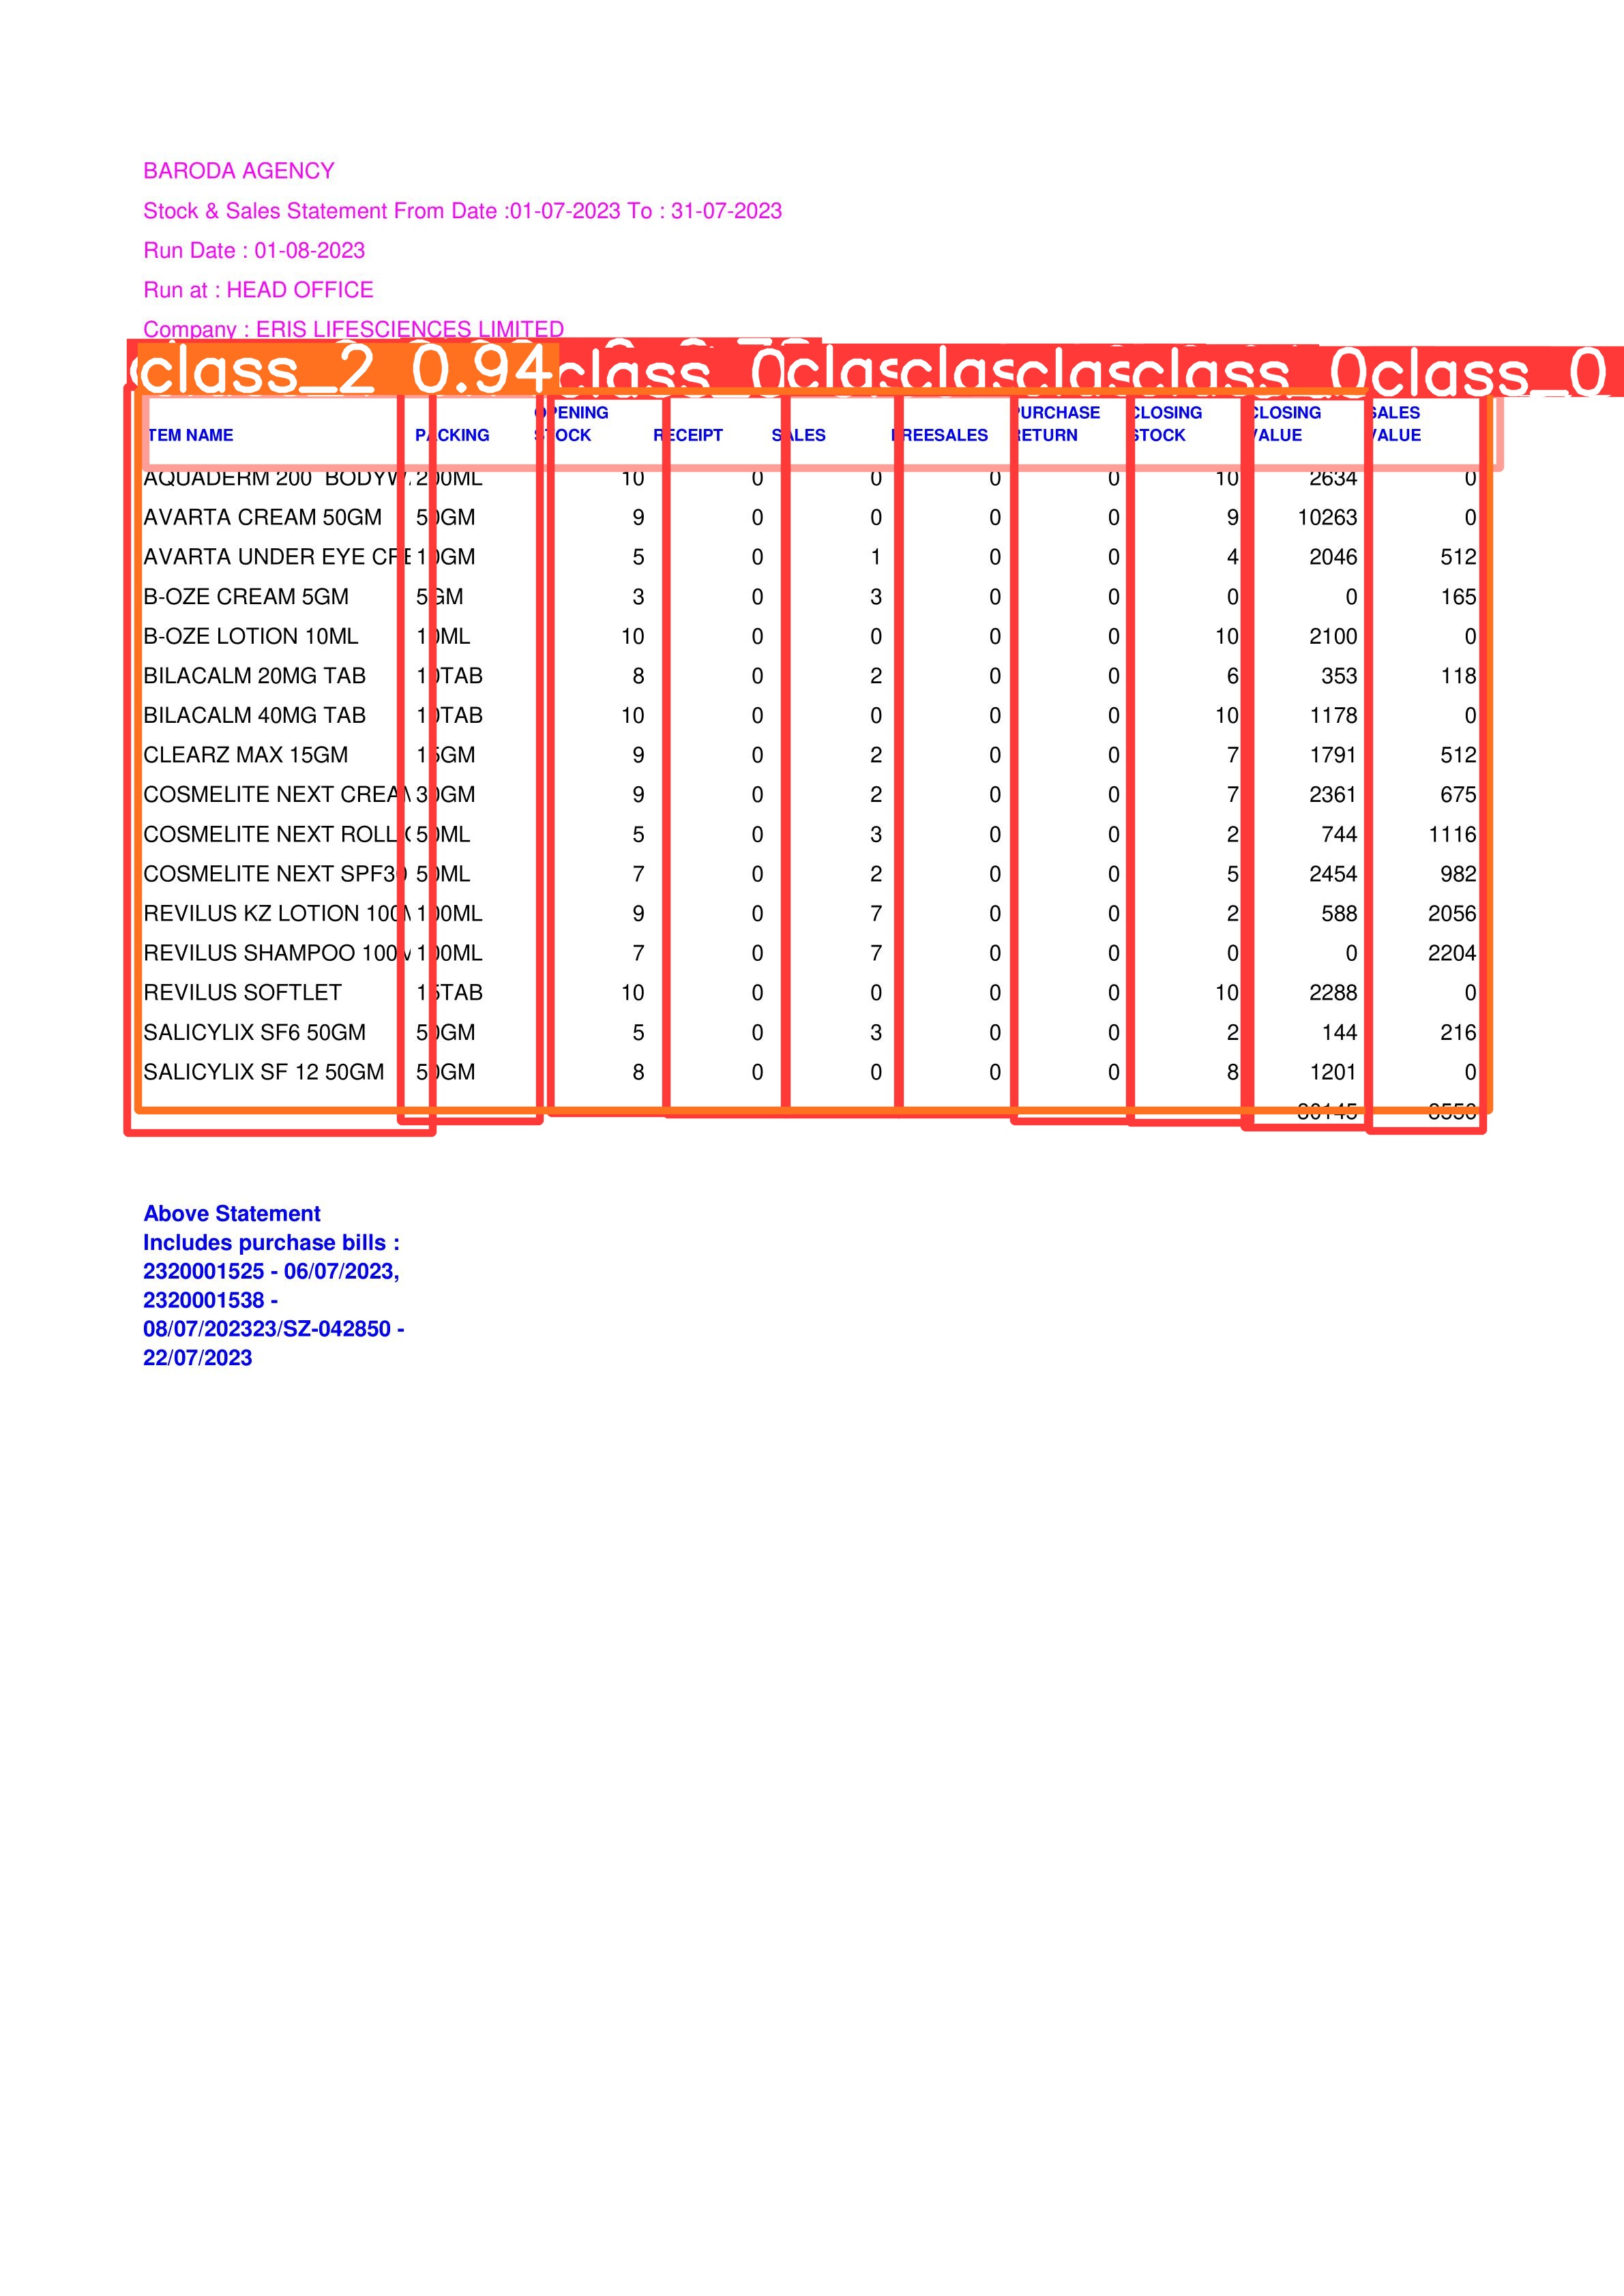 BARODA AGENCY
Stock & Sales Statement From Date :01-07-2023 To : 31-07-2023
Run Date : 01-08-2023
Run at : HEAD OFFICE
Company : ERIS LIFESCIENCES LIMITED
class_2 0.94 class_0 clas clas clas class_0 class_0
OPENING PURCHASE CLOSING CLOSING SALES
ITEM NAME PACKING STOCK RECEIPT SALES FREESALES RETURN STOCK VALUE VALUE
AQUADERM 200 BODYWA 200ML 10 0 0 0 0 10 2634 0
AVARTA CREAM 50GM 50GM 9 0 0 0 0 9 10263 0
AVARTA UNDER EYE CRE 10GM 5 0 1 0 0 4 2046 512
B-OZE CREAM 5GM 5GM 3 0 3 0 0 0 0 165
B-OZE LOTION 10ML 10ML 10 0 0 0 0 10 2100 0
BILACALM 20MG TAB 10TAB 8 0 2 0 0 6 353 118
BILACALM 40MG TAB 10TAB 10 0 0 0 0 10 1178 0
CLEARZ MAX 15GM 15GM 9 0 2 0 0 7 1791 512
COSMELITE NEXT CREAM 30GM 9 0 2 0 0 7 2361 675
COSMELITE NEXT ROLL 50ML 5 0 3 0 0 2 744 1116
COSMELITE NEXT SPF30 50ML 7 0 2 0 0 5 2454 982
REVILUS KZ LOTION 100M 100ML 9 0 7 0 0 2 588 2056
REVILUS SHAMPOO 100M 100ML 7 0 7 0 0 0 0 2204
REVILUS SOFTLET 15TAB 10 0 0 0 0 10 2288 0
SALICYLIX SF6 50GM 50GM 5 0 3 0 0 2 144 216
SALICYLIX SF 12 50GM 50GM 8 0 0 0 0 8 1201 0
Above Statement
Includes purchase bills :
2320001525 - 06/07/2023,
2320001538 -
08/07/202323/SZ-042850 -
22/07/2023